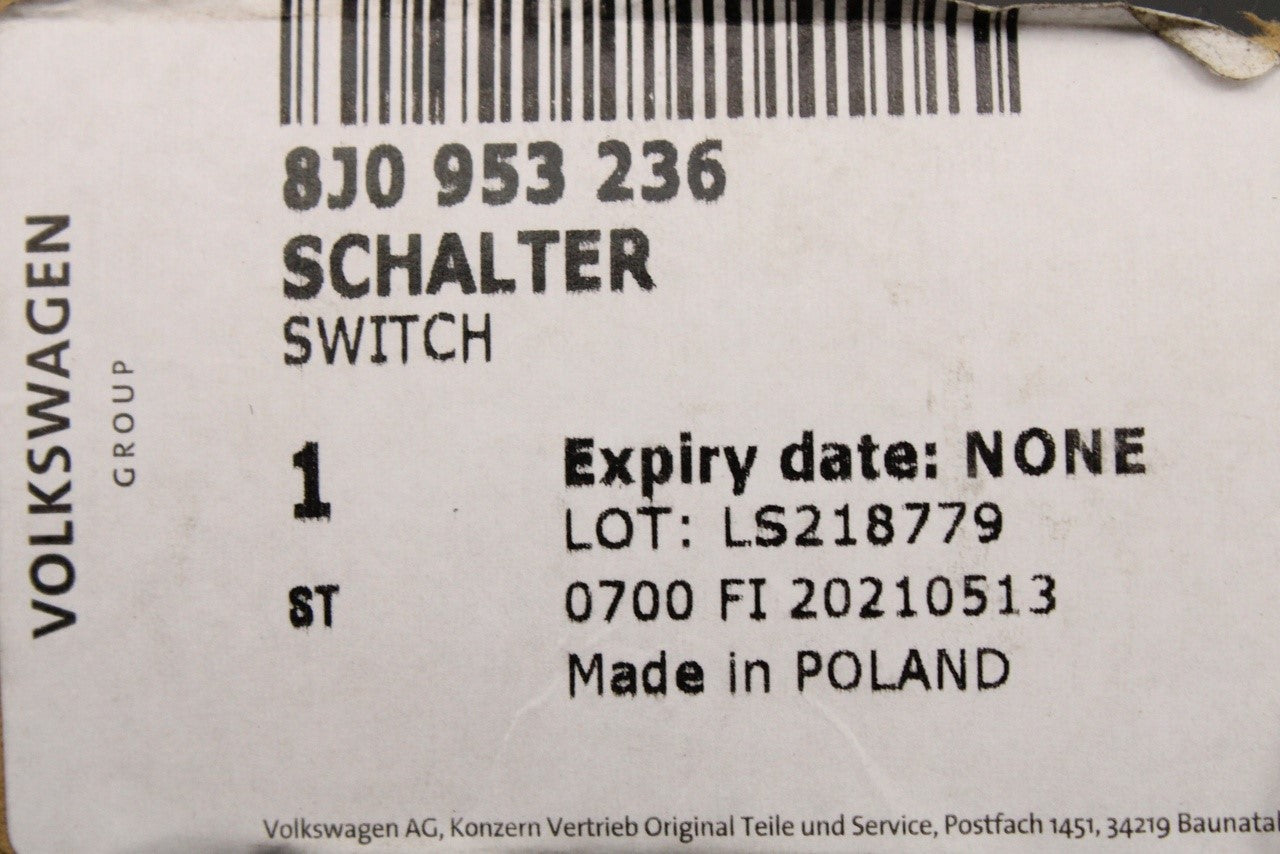 8J0 953 236
SCHALTER
SWITCH
1
Expiry date: NONE
LOT: LS218779
ST
0700 FI 20210513
Made in POLAND
VOLKSWAGEN
GROUP
Volkswagen AG, Konzern Vertrieb Original Teile und Service, Postfach 1451, 34219 Baunatal